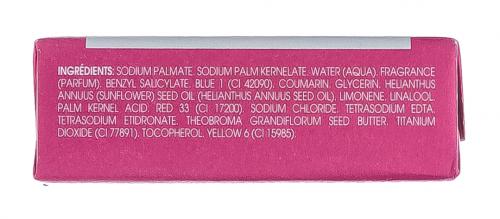 INGRÉDIENTS: SODIUM PALMATE. SODIUM PALM KERNELATE. WATER (AQUA). FRAGRANCE
(PARFUM). BENZYL SALICYLATE. BLUE 1 (CI 42090). COUMARIN. GLYCERIN. HELIANTHUS
ANNUUS (SUNFLOWER) SEED OIL (HELIANTHUS ANNUUS SEED OIL). LIMONENE. LINALOOL.
PALM KERNEL ACID. RED 33 (CI 17200). SODIUM CHLORIDE. TETRASODIUM EDTA.
TETRASODIUM ETIDRONATE. THEOBROMA GRANDIFLORUM SEED BUTTER. TITANIUM
DIOXIDE (CI 77891). TOCOPHEROL. YELLOW 6 (CI 15985).